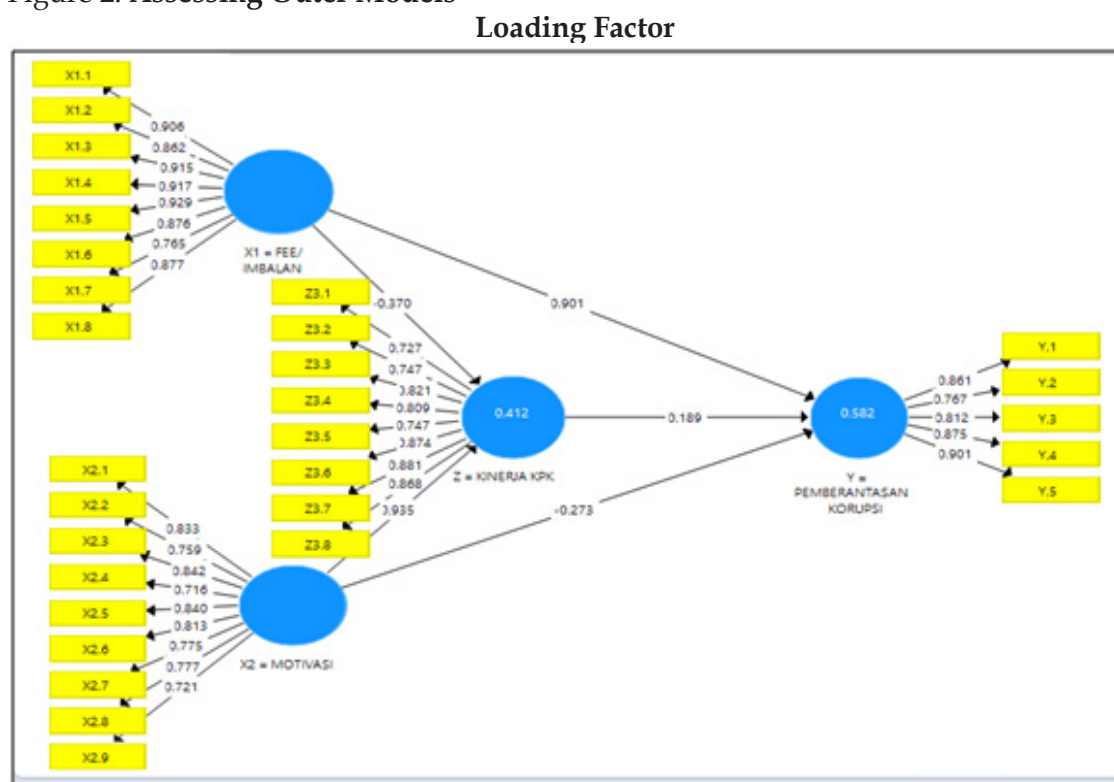 Figure 2. Assessing Outer Models
Loading Factor
X1.1
X1.2
X1.3
X1.4
X1.5
X1.6
X1.7
X1.8
0.906
0.862
0.915
0.917
0.929
0.876
0.765
0.877
X1 = FEE/
IMBALAN
-0.370
0.901
Z3.1
Z3.2
Z3.3
Z3.4
Z3.5
Z3.6
Z3.7
Z3.8
0.727
0.747
0.821
0.809
0.747
0.874
0.881
0.868
0.935
0.412
Z = KINERJA KPK
0.189
0.582
Y =
PEMBERANTASAN
KORUPSI
0.861
0.767
0.812
0.875
0.901
Y.1
Y.2
Y.3
Y.4
Y.5
-0.273
X2.1
X2.2
X2.3
X2.4
X2.5
X2.6
X2.7
X2.8
X2.9
0.833
0.759
0.842
0.716
0.840
0.813
0.775
0.777
0.721
X2 = MOTIVASI